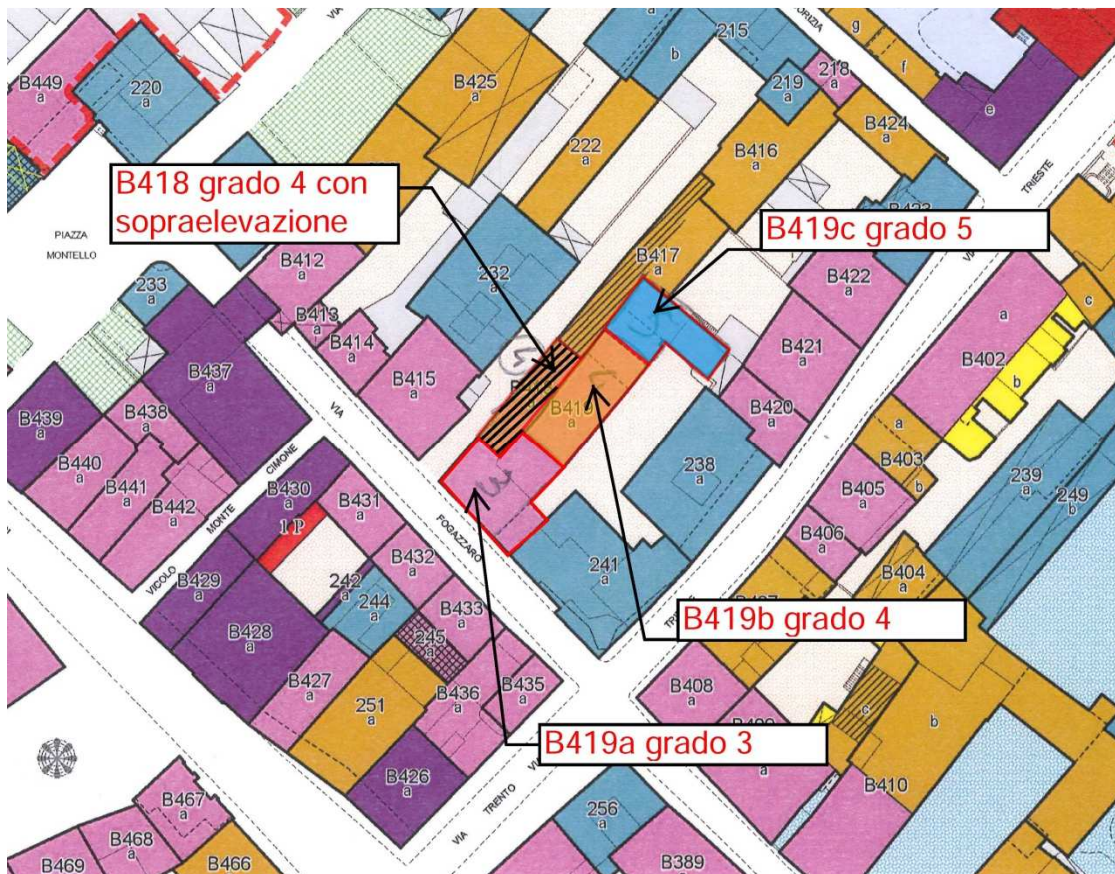 B449
a
220
a
VIA
B425
a
a
b
215
219
a
218
a
GORIZIA
g
f
e
B424
a
222
a
B416
a
TRIESTE
B418 grado 4 con
sopraelevazione
B419c grado 5
PIAZZA
MONTELLO
B412
a
232
a
B417
a
B422
a
VIA
233
a
B413
a
B414
a
B415
a
B421
a
B402
a
b
c
B437
a
VIA
B420
a
a
B403
b
B439
a
B438
a
B440
a
B441
a
B442
a
B419
a
238
a
B405
a
239
a
249
b
VICOLO MONTE CIMONE
B430
a
B431
a
FOGAZZARO
B406
a
1 P
B432
a
241
a
B404
a
B429
a
242
a
244
a
B433
a
B428
a
245
a
B419b grado 4
B427
a
251
a
B436
a
B435
a
B408
a
c
b
B419a grado 3
a
B410
B426
a
VIA TRENTO
VIA
B467
a
256
a
B468
a
B469
B466
B389
a